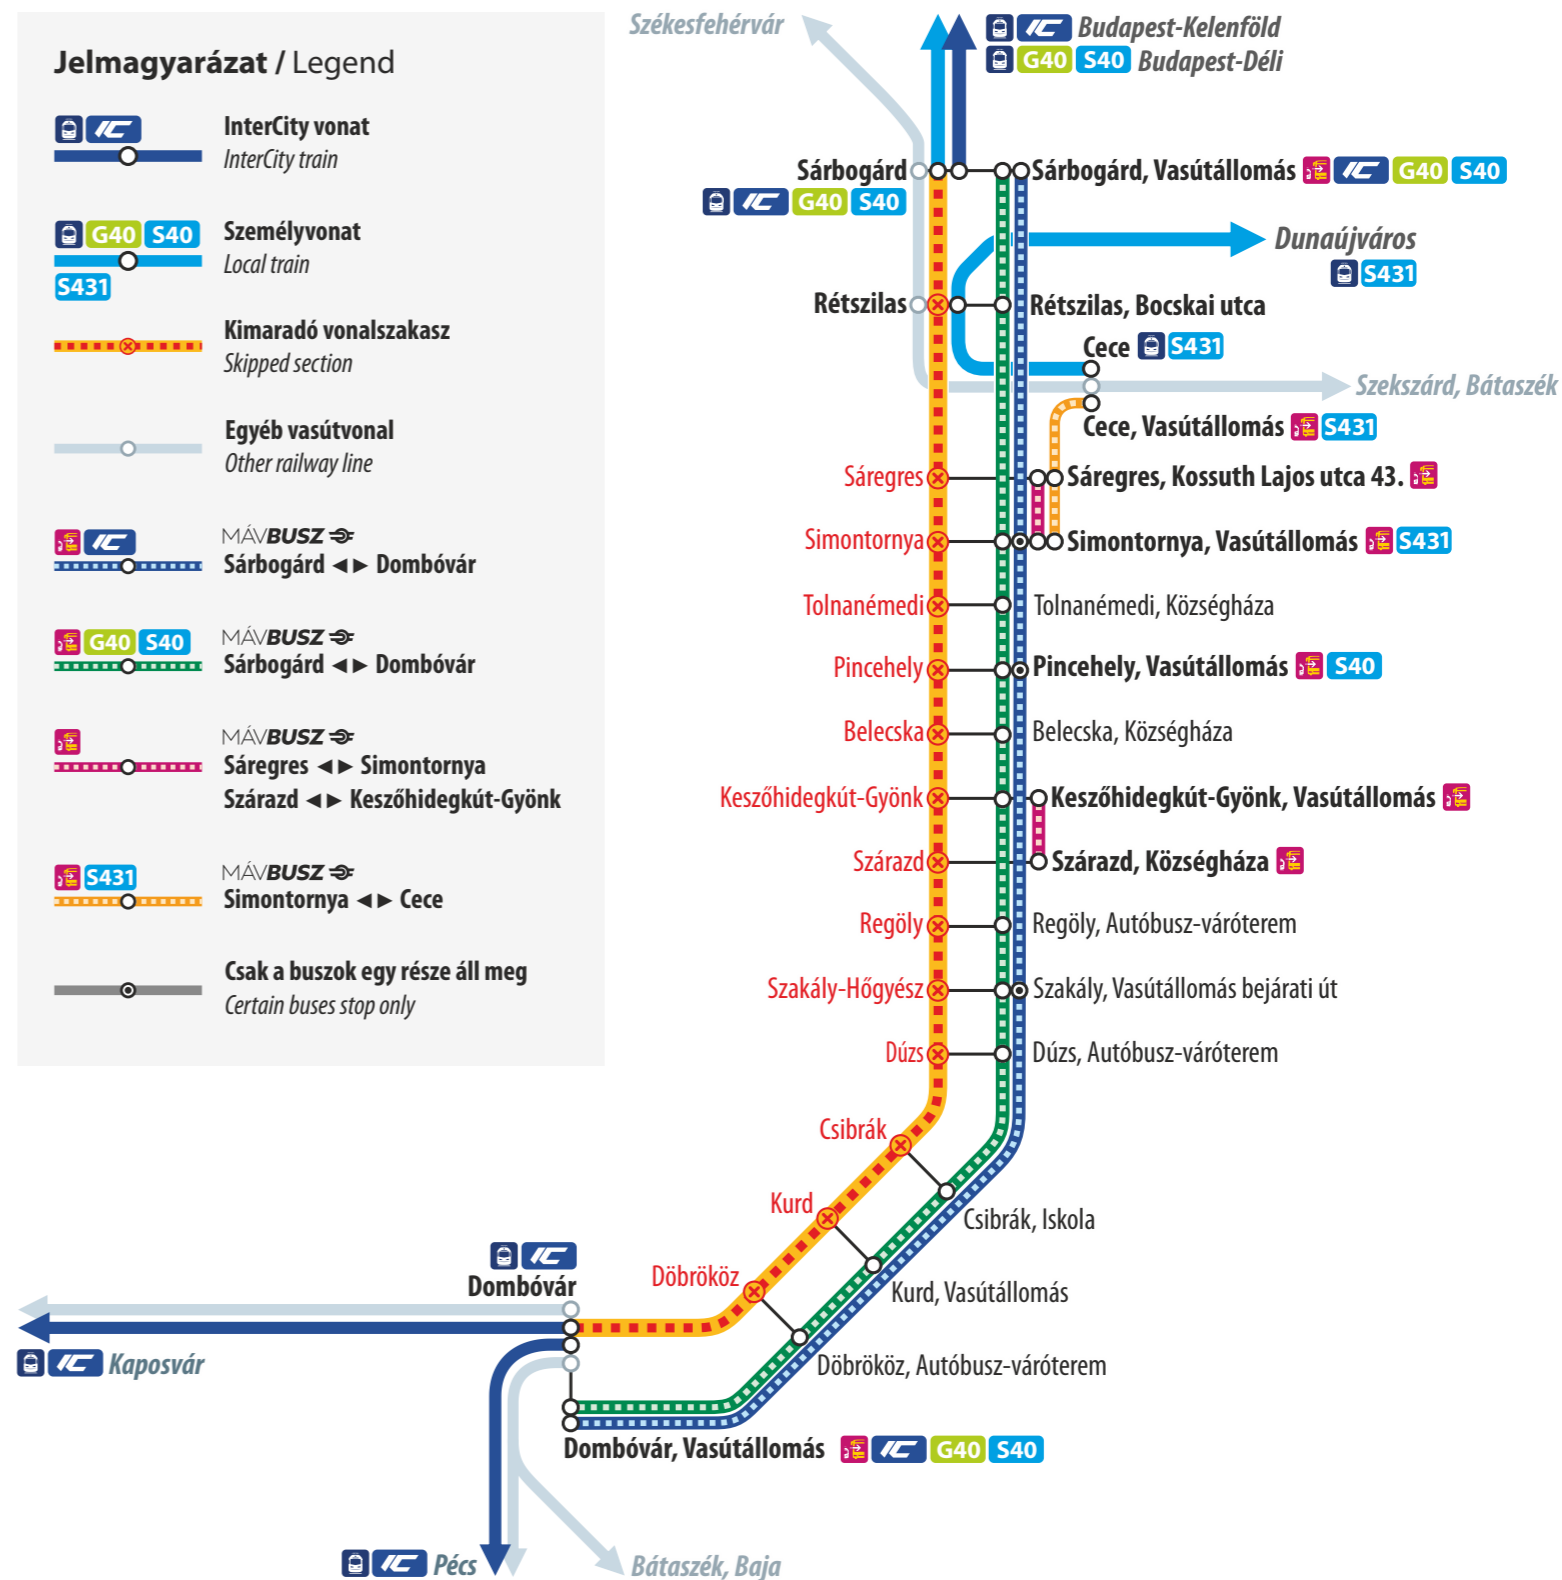 Jelmagyarázat / Legend
IC
InterCity vonat
InterCity train
G40 S40
S431
Személyvonat
Local train
Kimaradó vonalszakasz
Skipped section
Egyéb vasútvonal
Other railway line
IC
MÁVBUSZ
Sárbogárd ◄► Dombóvár
G40 S40
MÁVBUSZ
Sárbogárd ◄► Dombóvár
MÁVBUSZ
Sáregres ◄► Simontornya
Szárazd ◄► Keszőhidegkút-Gyönk
S431
MÁVBUSZ
Simontornya ◄► Cece
Csak a buszok egy része áll meg
Certain buses stop only
Székesfehérvár
IC Budapest-Kelenföld
G40 S40 Budapest-Déli
Sárbogárd
IC G40 S40
Sárbogárd, Vasútállomás IC G40 S40
Dunaújváros
S431
Rétszilas
Rétszilas, Bocskai utca
Cece S431
Szekszárd, Bátaszék
Cece, Vasútállomás S431
Sáregres
Sáregres, Kossuth Lajos utca 43.
Simontornya
Simontornya, Vasútállomás S431
Tolnanémedi
Tolnanémedi, Községháza
Pincehely
Pincehely, Vasútállomás S40
Belecska
Belecska, Községháza
Keszőhidegkút-Gyönk
Keszőhidegkút-Gyönk, Vasútállomás
Szárazd
Szárazd, Községháza
Regöly
Regöly, Autóbusz-váróterem
Szakály-Hőgyész
Szakály, Vasútállomás bejárati út
Dúzs
Dúzs, Autóbusz-váróterem
Csibrák
Csibrák, Iskola
Kurd
Kurd, Vasútállomás
Döbrököz
Döbrököz, Autóbusz-váróterem
IC
Dombóvár
IC Kaposvár
Dombóvár, Vasútállomás IC G40 S40
IC Pécs
Bátaszék, Baja